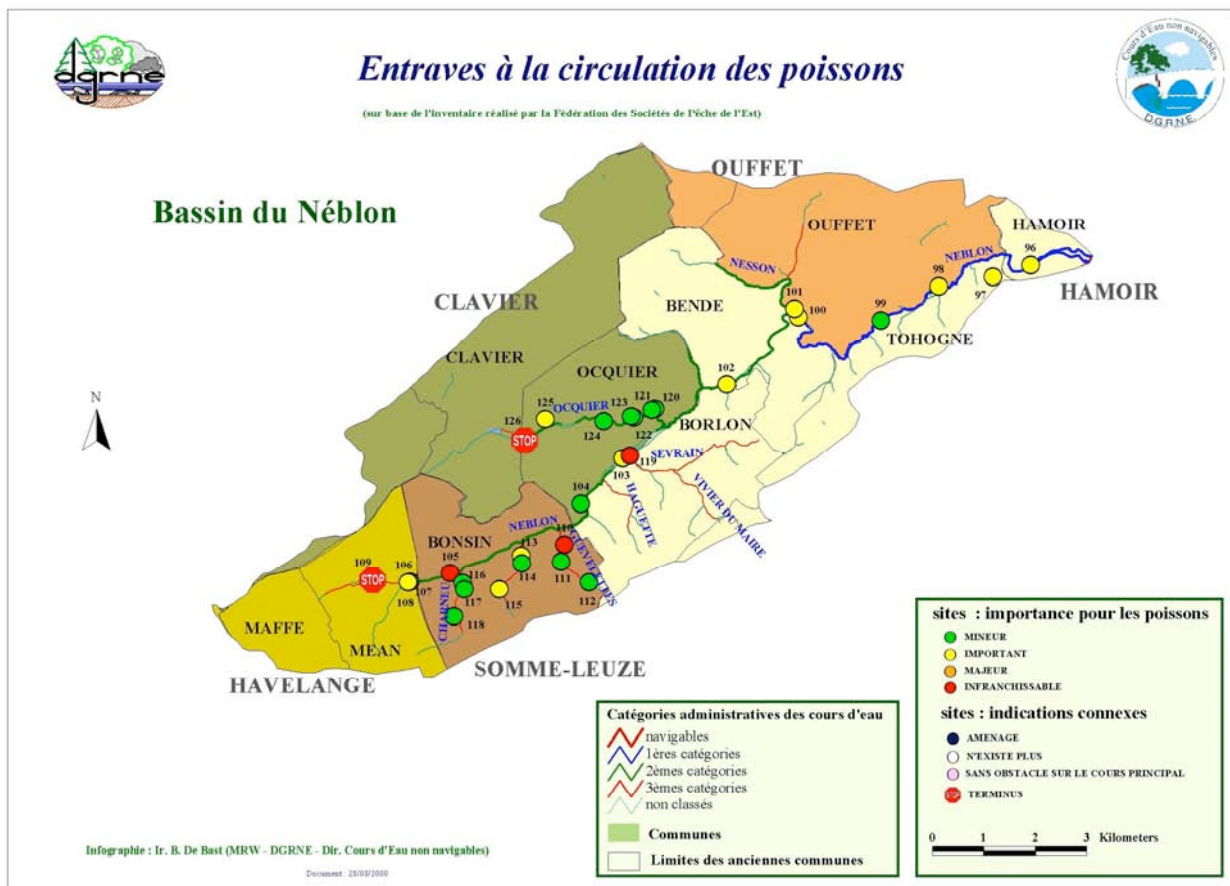 dgrne
Entraves à la circulation des poissons
(sur base de l'inventaire réalisé par la Fédération des Sociétés de Pêche de l'Est)
Cours d'Eau non navigables
D.G.R.N.E.
Bassin du Néblon
OUFFET
OUFFET
HAMOIR
96
NEBLON
98
97
HAMOIR
NESSON
101
100
99
TOHOGNE
BENDE
CLAVIER
CLAVIER
OCQUIER
102
121
120
125
OCQUIER
123
126
124
122
BORLON
STOP
SEVRAIN
119
103
HAGUETTE
VIVIER DU MAIRE
104
N
NEBLON
110
BONSIN
113
105
109
STOP
106
107
108
116
114
111
117
115
112
CHARNEU
118
MAFFE
MEAN
SOMME-LEUZE
HAVELANGE
Catégories administratives des cours d'eau
navigables
1ères catégories
2èmes catégories
3èmes catégories
non classés
Communes
Limites des anciennes communes
sites : importance pour les poissons
MINEUR
IMPORTANT
MAJEUR
INFRANCHISSABLE
sites : indications connexes
AMENAGE
N'EXISTE PLUS
SANS OBSTACLE SUR LE COURS PRINCIPAL
STOP TERMINUS
0 1 2 3 Kilometers
Infographie : Ir. B. De Bast (MRW - DGRNE - Dir. Cours d'Eau non navigables)
Document : 28/08/2000